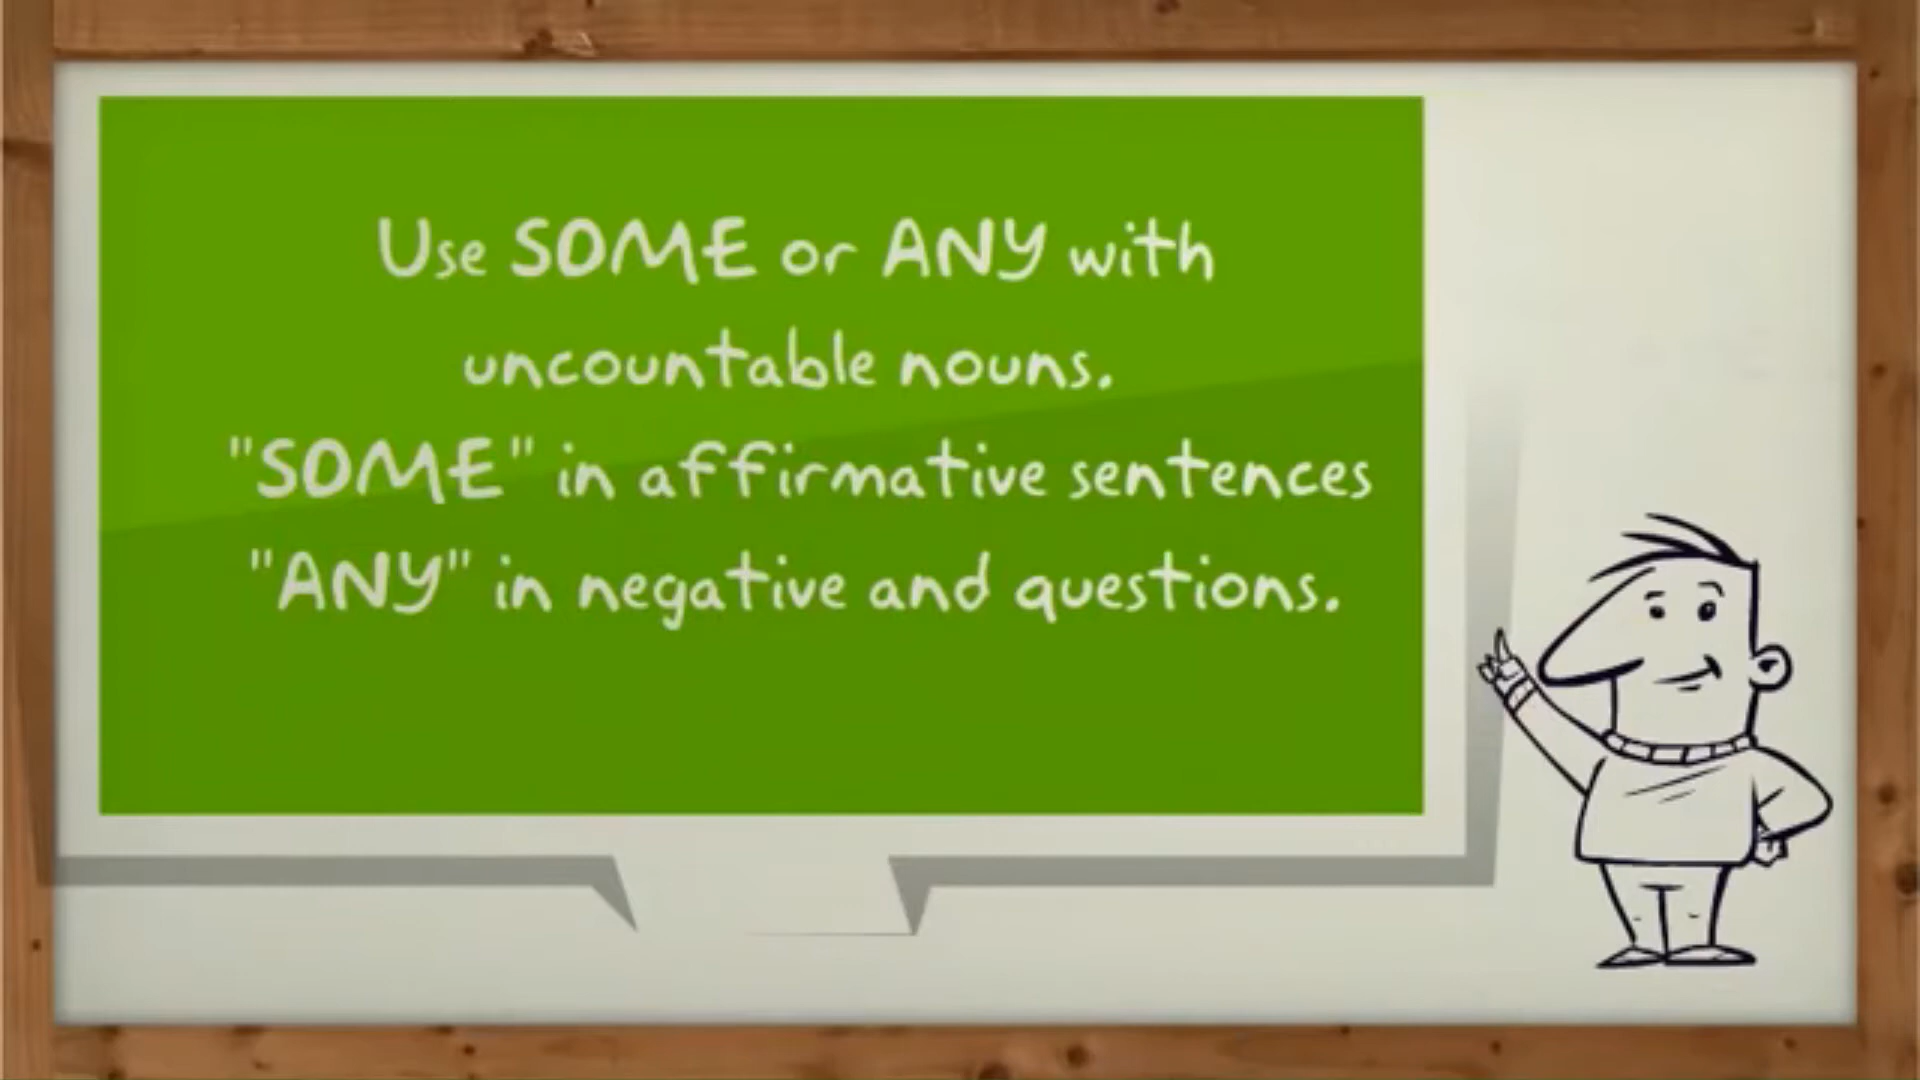 Use SOME or ANY with
uncountable nouns.
"SOME" in affirmative sentences
"ANY" in negative and questions.